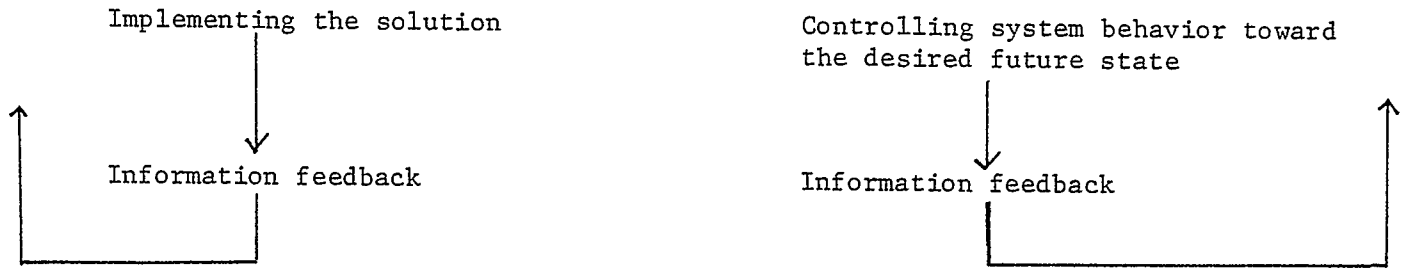 Implementing the solution
Information feedback
Controlling system behavior toward
the desired future state
Information feedback